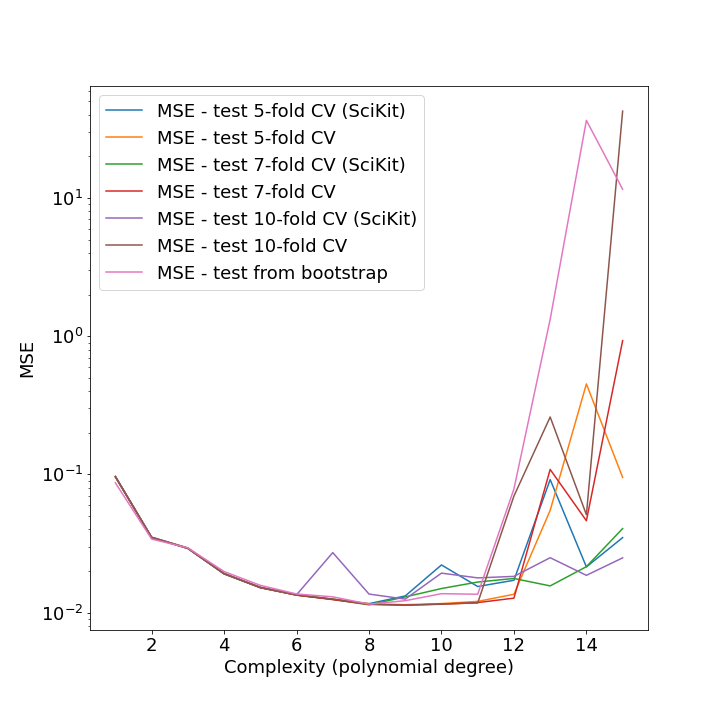 MSE - test 5-fold CV (SciKit)
MSE - test 5-fold CV
MSE - test 7-fold CV (SciKit)
MSE - test 7-fold CV
MSE - test 10-fold CV (SciKit)
MSE - test 10-fold CV
MSE - test from bootstrap
10¹
10⁰
10⁻¹
10⁻²
MSE
2 4 6 8 10 12 14
Complexity (polynomial degree)